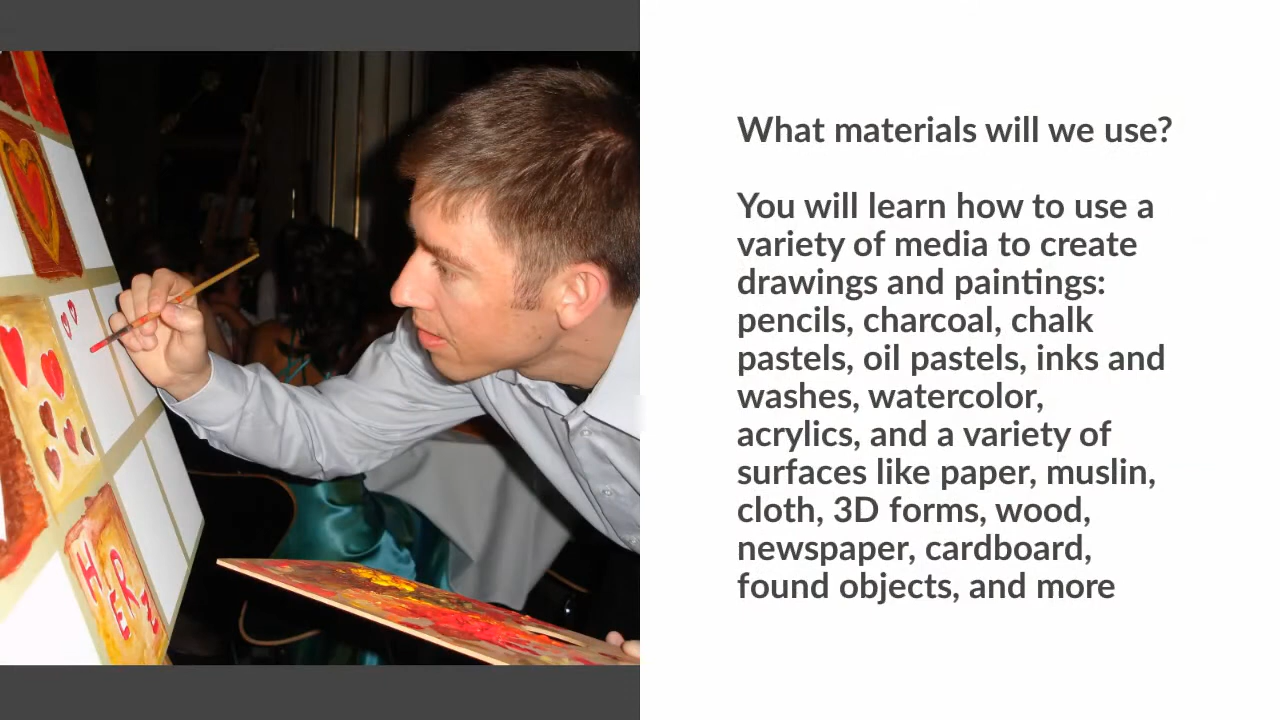 What materials will we use?
You will learn how to use a
variety of media to create
drawings and paintings:
pencils, charcoal, chalk
pastels, oil pastels, inks and
washes, watercolor,
acrylics, and a variety of
surfaces like paper, muslin,
cloth, 3D forms, wood,
newspaper, cardboard,
found objects, and more